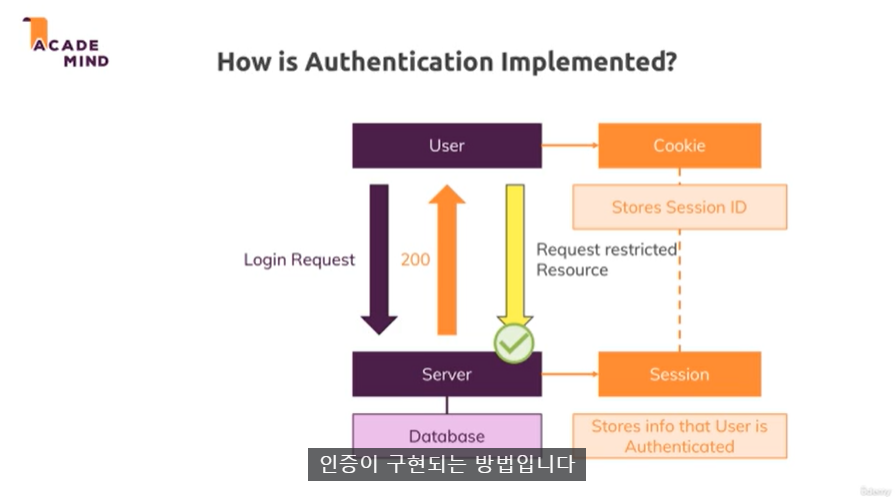 ACADE
MIND
How is Authentication Implemented?
User
Cookie
Stores Session ID
Login Request
200
Request restricted
Resource
Server
Session
Database
Stores info that User is
Authenticated
인증이 구현되는 방법입니다
Udemy